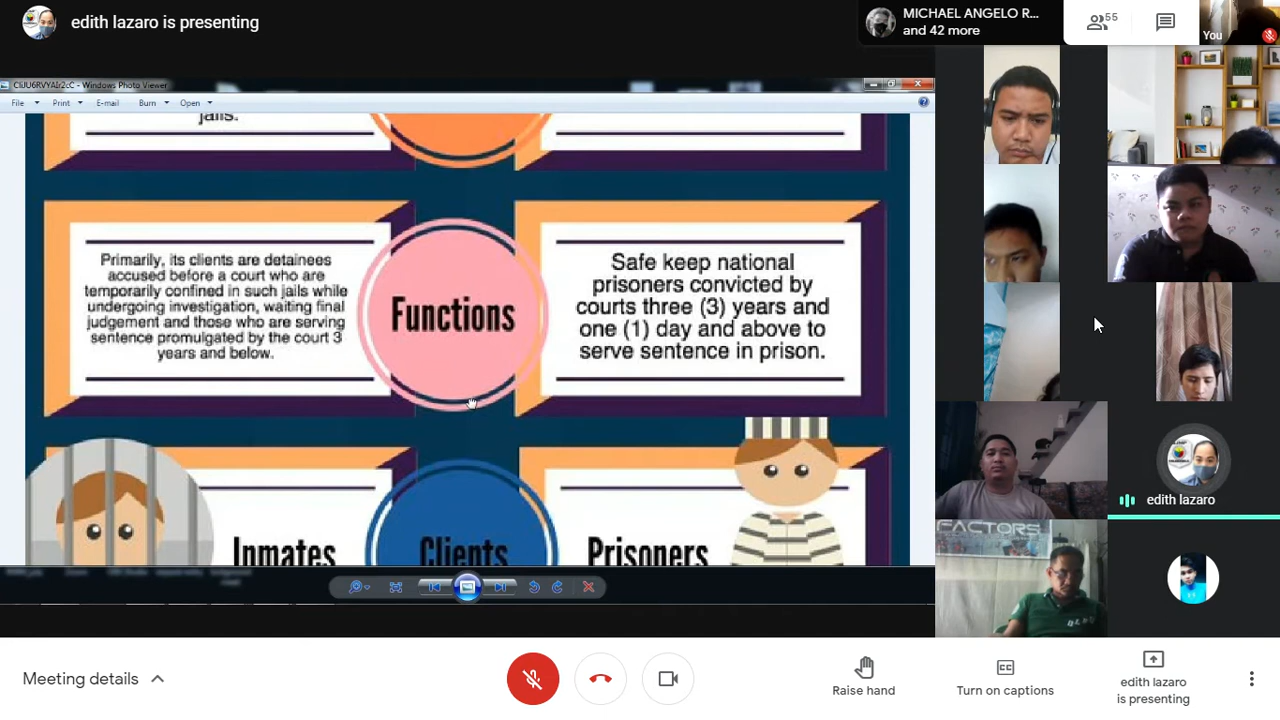 edith lazaro is presenting
MICHAEL ANGELO R...
and 42 more
55
You
- Windows Photo Viewer
File Print E-mail Burn Open
jails.
Primarily, its clients are detainees
accused before a court who are
temporarily confined in such jails while
undergoing investigation, waiting final
judgement and those who are serving
sentence promulgated by the court 3
years and below.
Functions
Safe keep national
prisoners convicted by
courts three (3) years and
one (1) day and above to
serve sentence in prison.
Inmates
Clients
Prisoners
edith lazaro
FACTORS
Meeting details
Raise hand
CC
Turn on captions
edith lazaro
is presenting